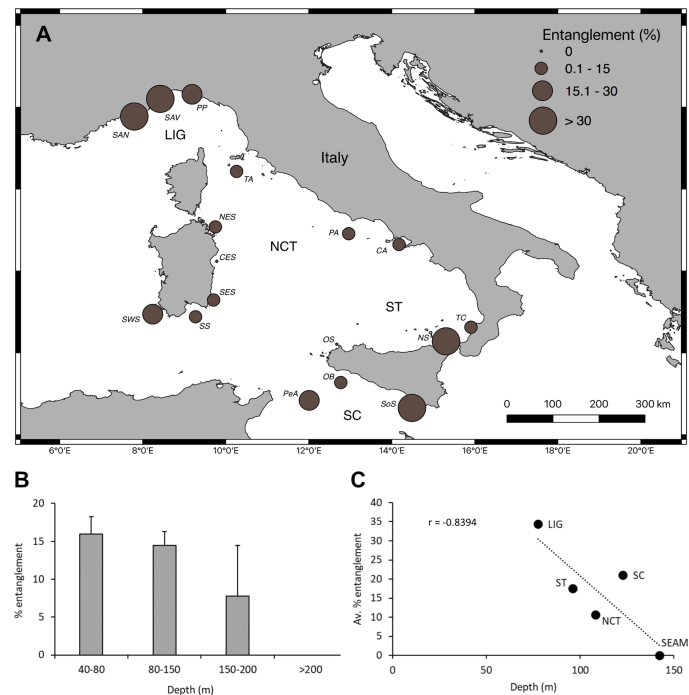 A
Entanglement (%)
0
0.1 - 15
15.1 - 30
> 30
PP
SAV
SAN
LIG
Italy
TA
NES
PA
NCT
CA
CES
SES
ST
SWS
SS
TC
OS
NS
OB
PeA
SoS
SC
0 100 200 300 km
6°0'E 8°0'E 10°0'E 12°0'E 14°0'E 16°0'E 18°0'E 20°0'E
B
% entanglement
20
15
10
5
0
40-80 80-150 150-200 >200
Depth (m)
C
Av. % entanglement
40
35
30
25
20
15
10
5
0
r = -0.8394
LIG
SC
ST
NCT
SEAM
0 50 100 150
Depth (m)